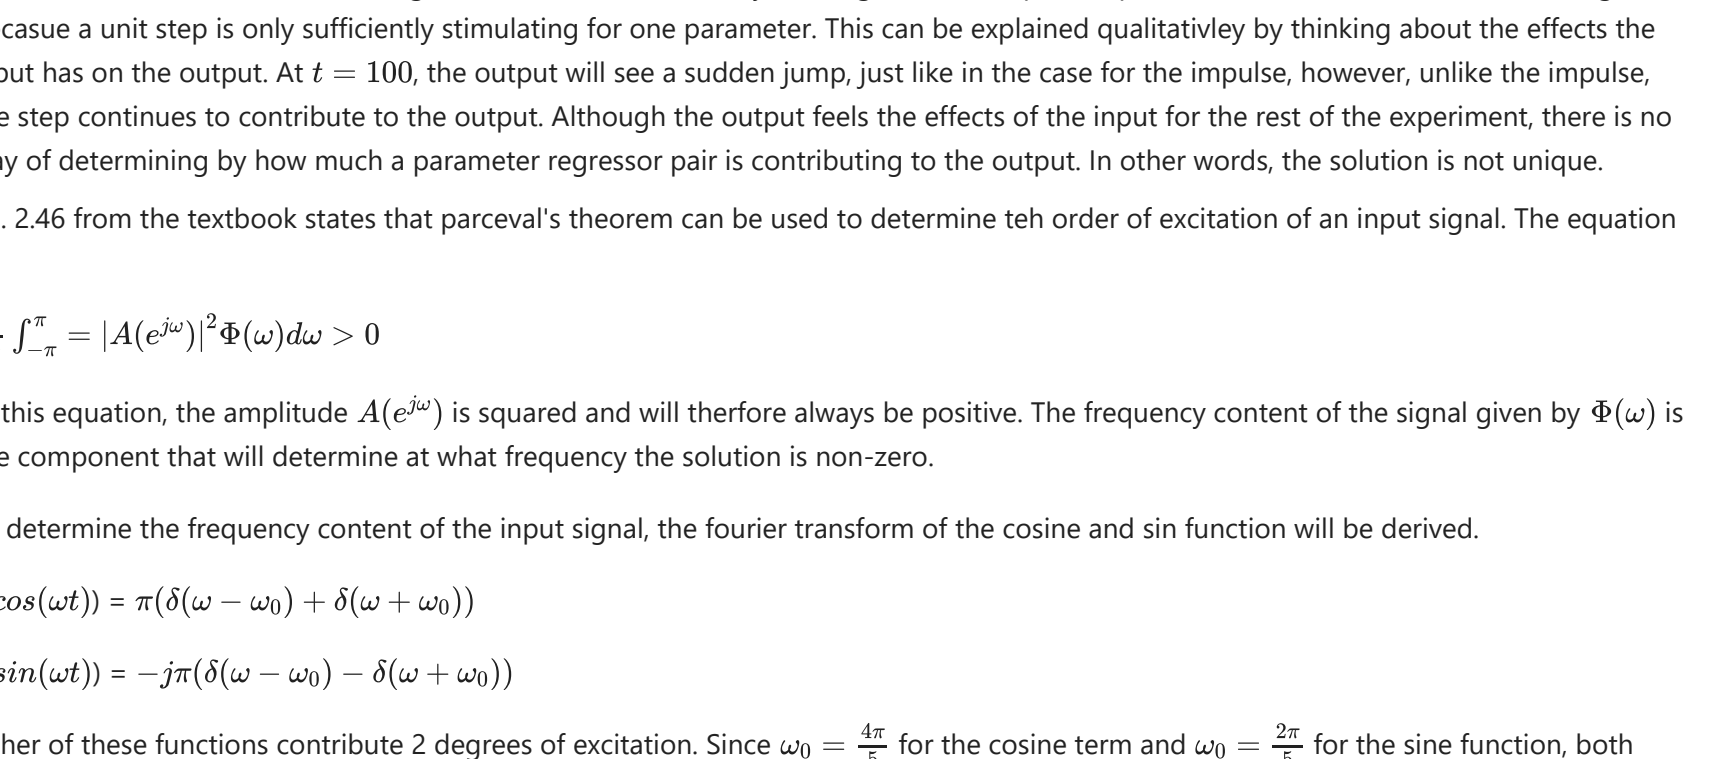 casue a unit step is only sufficiently stimulating for one parameter. This can be explained qualitativley by thinking about the effects the
put has on the output. At t = 100, the output will see a sudden jump, just like in the case for the impulse, however, unlike the impulse,
e step continues to contribute to the output. Although the output feels the effects of the input for the rest of the experiment, there is no
ay of determining by how much a parameter regressor pair is contributing to the output. In other words, the solution is not unique.
. 2.46 from the textbook states that parceval's theorem can be used to determine teh order of excitation of an input signal. The equation
∫_{-π}^{π} = |A(e^{jω})|^2 Φ(ω)dω > 0
this equation, the amplitude A(e^{jω}) is squared and will therfore always be positive. The frequency content of the signal given by Φ(ω) is
e component that will determine at what frequency the solution is non-zero.
determine the frequency content of the input signal, the fourier transform of the cosine and sin function will be derived.
cos(ωt)) = π(δ(ω − ω₀) + δ(ω + ω₀))
sin(ωt)) = −jπ(δ(ω − ω₀) − δ(ω + ω₀))
her of these functions contribute 2 degrees of excitation. Since ω₀ = 4π/5 for the cosine term and ω₀ = 2π/5 for the sine function, both